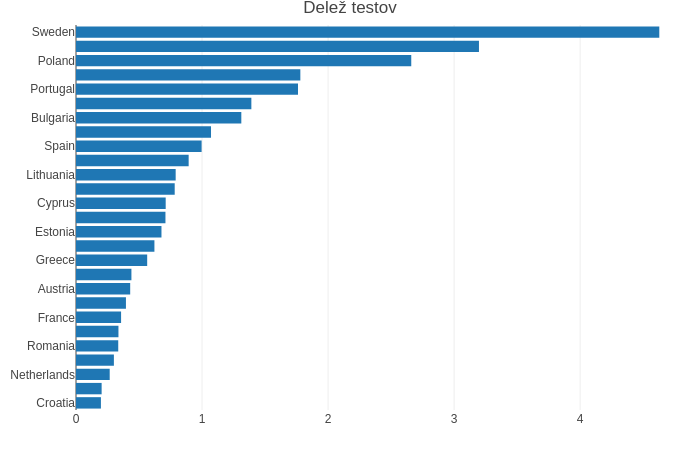 Delež testov
Sweden
Poland
Portugal
Bulgaria
Spain
Lithuania
Cyprus
Estonia
Greece
Austria
France
Romania
Netherlands
Croatia
0 1 2 3 4